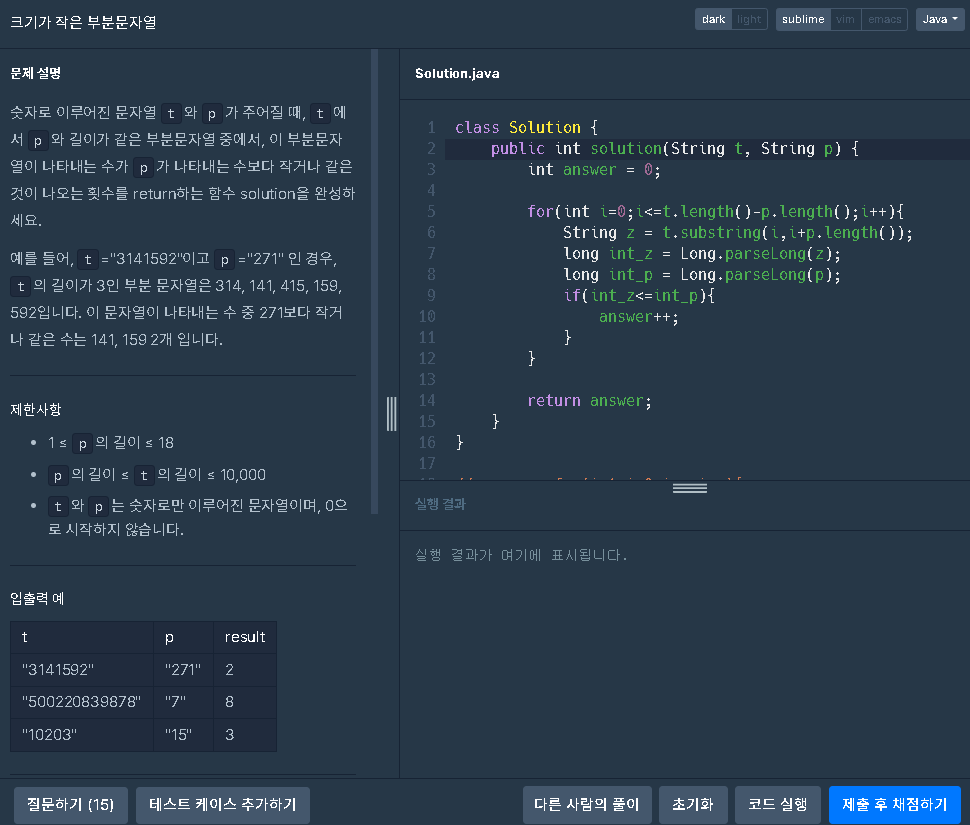 크기가 작은 부분문자열
dark light sublime vim emacs Java
문제 설명
숫자로 이루어진 문자열 t 와 p 가 주어질 때, t 에
서 p 와 길이가 같은 부분문자열 중에서, 이 부분문자
열이 나타내는 수가 p 가 나타내는 수보다 작거나 같은
것이 나오는 횟수를 return하는 함수 solution을 완성하
세요.
예를 들어, t ="3141592"이고 p ="271" 인 경우,
t 의 길이가 3인 부분 문자열은 314, 141, 415, 159,
592입니다. 이 문자열이 나타내는 수 중 271보다 작거
나 같은 수는 141, 159 2개 입니다.
제한사항
• 1 ≤ p 의 길이 ≤ 18
• p 의 길이 ≤ t 의 길이 ≤ 10,000
• t 와 p 는 숫자로만 이루어진 문자열이며, 0으
로 시작하지 않습니다.
입출력 예
t p result
"3141592" "271" 2
"500220839878" "7" 8
"10203" "15" 3
Solution.java
1 class Solution {
2 public int solution(String t, String p) {
3 int answer = 0;
4
5 for(int i=0;i<=t.length()-p.length();i++){
6 String z = t.substring(i,i+p.length());
7 long int_z = Long.parseLong(z);
8 long int_p = Long.parseLong(p);
9 if(int_z<=int_p){
10 answer++;
11 }
12 }
13
14 return answer;
15 }
16 }
17
실행 결과
실행 결과가 여기에 표시됩니다.
질문하기 (15) 테스트 케이스 추가하기 다른 사람의 풀이 초기화 코드 실행 제출 후 채점하기